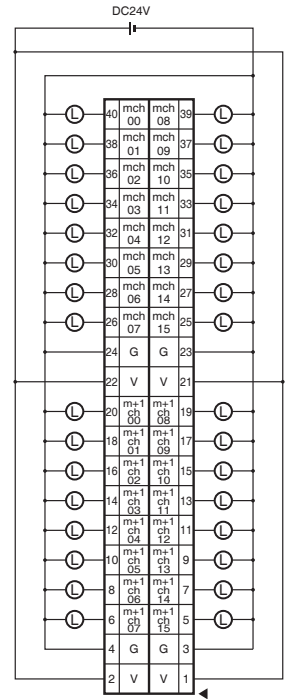 DC24V
L 40 mch 00 mch 08 39 L
L 38 mch 01 mch 09 37 L
L 36 mch 02 mch 10 35 L
L 34 mch 03 mch 11 33 L
L 32 mch 04 mch 12 31 L
L 30 mch 05 mch 13 29 L
L 28 mch 06 mch 14 27 L
L 26 mch 07 mch 15 25 L
24 G G 23
22 V V 21
L 20 m+1 ch 00 m+1 ch 08 19 L
L 18 m+1 ch 01 m+1 ch 09 17 L
L 16 m+1 ch 02 m+1 ch 10 15 L
L 14 m+1 ch 03 m+1 ch 11 13 L
L 12 m+1 ch 04 m+1 ch 12 11 L
L 10 m+1 ch 05 m+1 ch 13 9 L
L 8 m+1 ch 06 m+1 ch 14 7 L
L 6 m+1 ch 07 m+1 ch 15 5 L
4 G G 3
2 V V 1